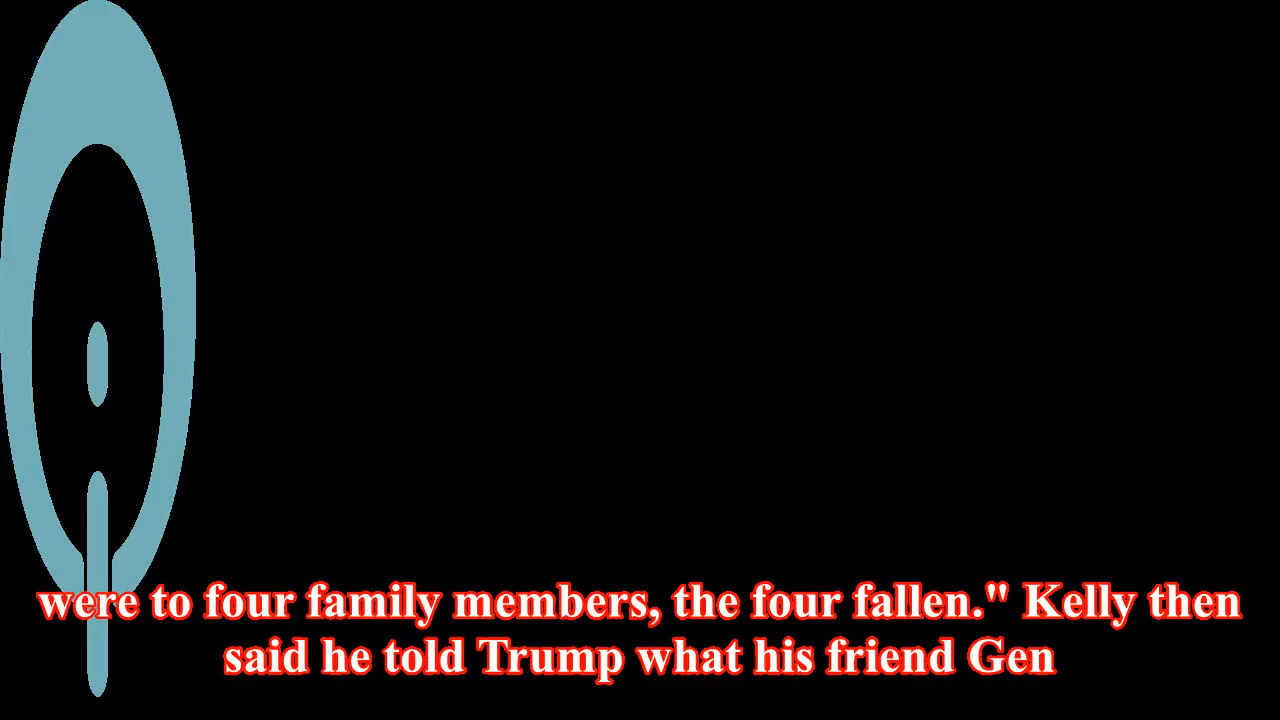 were to four family members, the four fallen." Kelly then
said he told Trump what his friend Gen